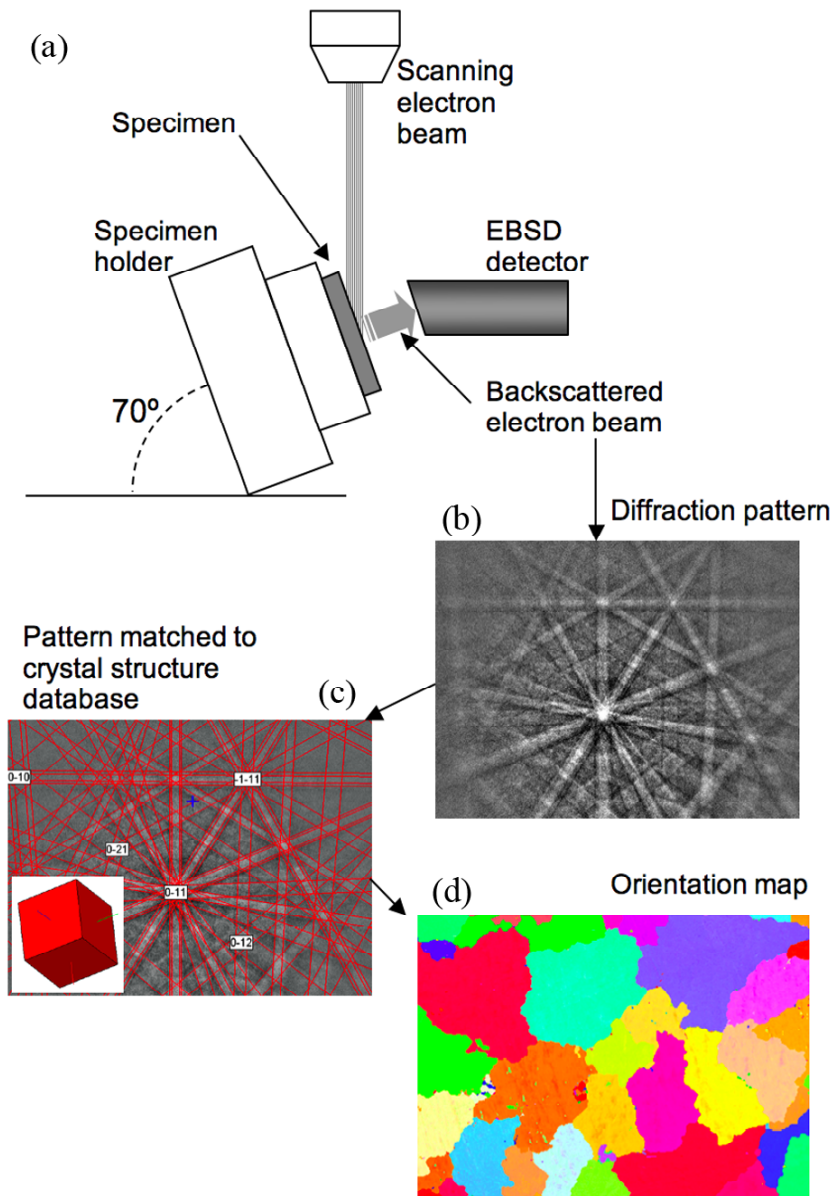 (a)
Scanning
electron
beam
Specimen
Specimen
holder
EBSD
detector
70º
Backscattered
electron beam
(b)
Diffraction pattern
Pattern matched to
crystal structure
database
(c)
0-10
-1-11
0-21
0-11
0-12
(d)
Orientation map